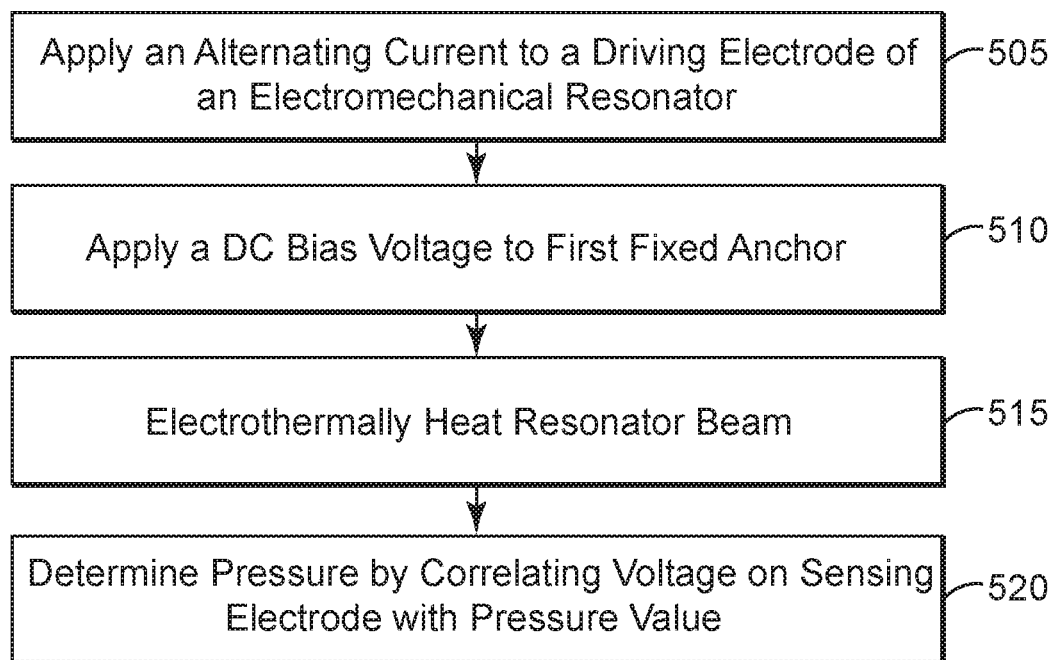 Apply an Alternating Current to a Driving Electrode of
an Electromechanical Resonator
505
Apply a DC Bias Voltage to First Fixed Anchor
510
Electrothermally Heat Resonator Beam
515
Determine Pressure by Correlating Voltage on Sensing
Electrode with Pressure Value
520